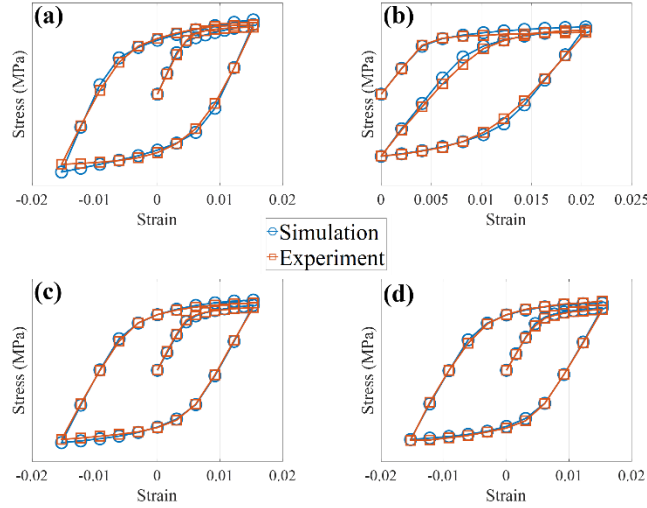 (a)
Stress (MPa)
-0.02 -0.01 0 0.01 0.02
Strain
(b)
Stress (MPa)
0 0.005 0.01 0.015 0.02 0.025
Strain
Simulation
Experiment
(c)
Stress (MPa)
-0.02 -0.01 0 0.01 0.02
Strain
(d)
Stress (MPa)
-0.02 -0.01 0 0.01 0.02
Strain